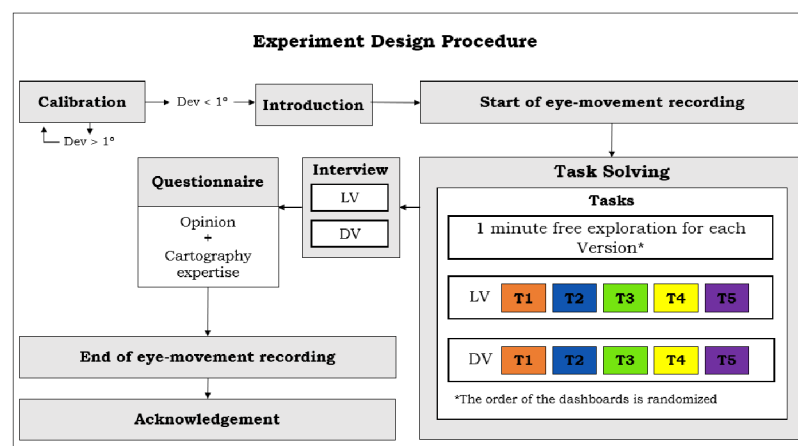 Experiment Design Procedure
Calibration
Dev < 1°
Introduction
Start of eye-movement recording
Dev > 1°
Task Solving
Tasks
1 minute free exploration for each
Version*
LV T1 T2 T3 T4 T5
DV T1 T2 T3 T4 T5
*The order of the dashboards is randomized
Interview
LV
DV
Questionnaire
Opinion
+
Cartography
expertise
End of eye-movement recording
Acknowledgement